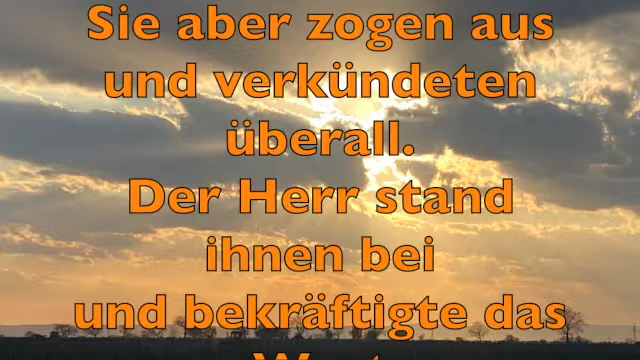 Sie aber zogen aus
und verkündeten
überall.
Der Herr stand
ihnen bei
und bekräftigte das